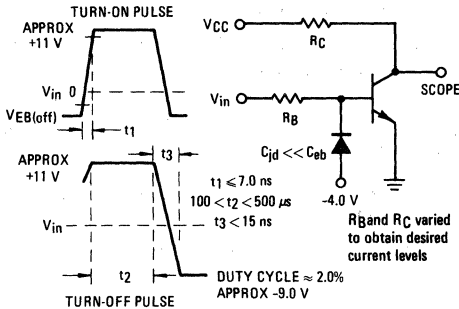 TURN-ON PULSE
APPROX
+11 V
Vin 0
VEB(off)
t1
APPROX
+11 V
t3
Vin
t2
TURN-OFF PULSE
t1 ⩽ 7.0 ns
100 < t2 < 500 μs
t3 < 15 ns
DUTY CYCLE ≈ 2.0%
APPROX -9.0 V
VCC
RC
SCOPE
Vin
RB
Cjd << Ceb
-4.0 V
RB and RC varied
to obtain desired
current levels